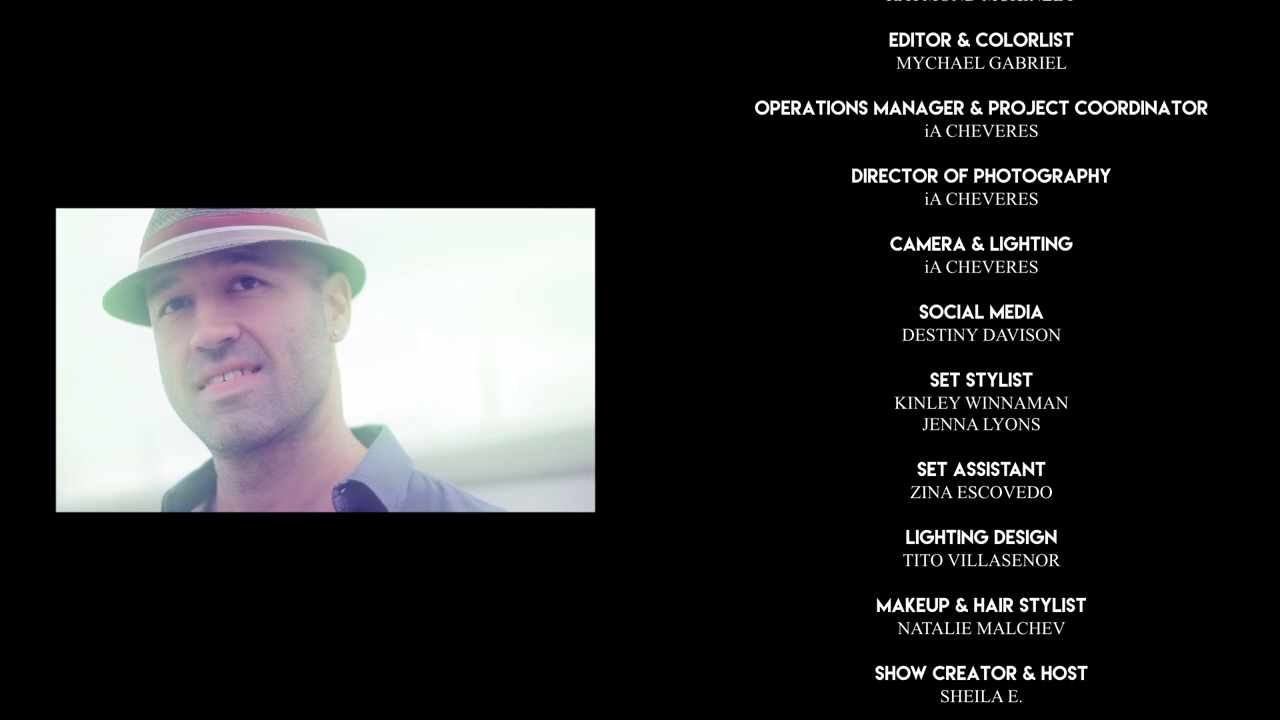 EDITOR & COLORLIST
MYCHAEL GABRIEL
OPERATIONS MANAGER & PROJECT COORDINATOR
iA CHEVERES
DIRECTOR OF PHOTOGRAPHY
iA CHEVERES
CAMERA & LIGHTING
iA CHEVERES
SOCIAL MEDIA
DESTINY DAVISON
SET STYLIST
KINLEY WINNAMAN
JENNA LYONS
SET ASSISTANT
ZINA ESCOVEDO
LIGHTING DESIGN
TITO VILLASENOR
MAKEUP & HAIR STYLIST
NATALIE MALCHEV
SHOW CREATOR & HOST
SHEILA E.